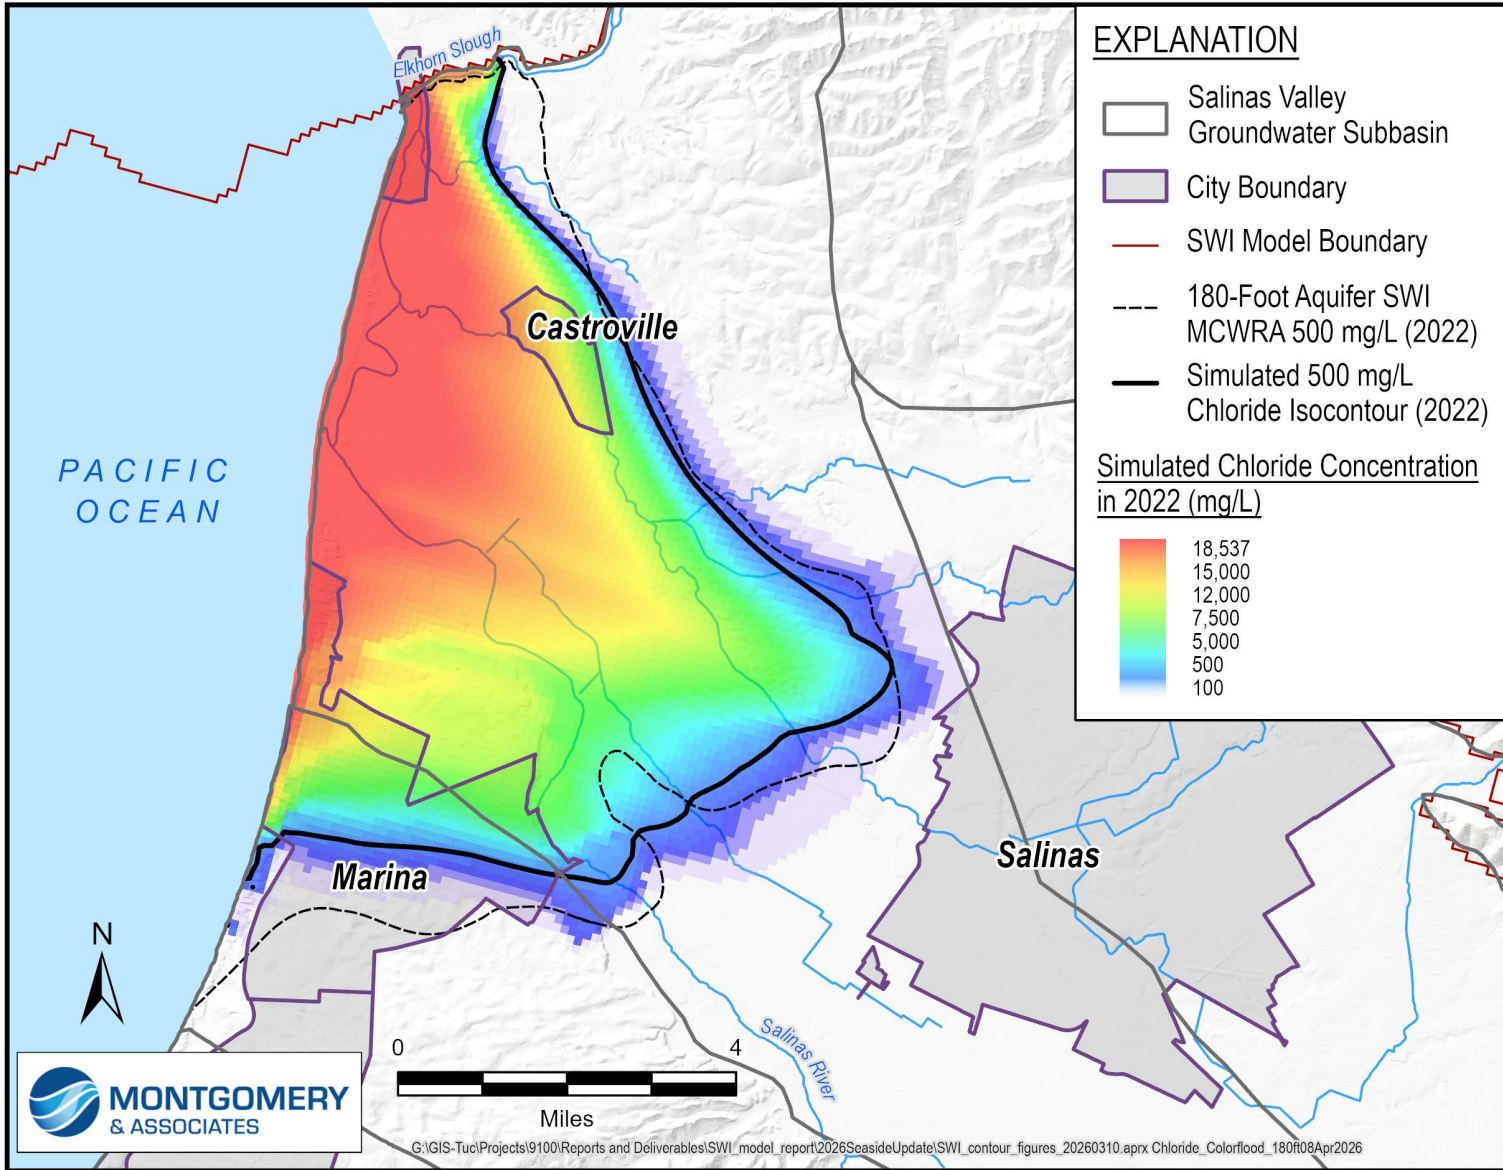 EXPLANATION
Salinas Valley
Groundwater Subbasin
City Boundary
SWI Model Boundary
180-Foot Aquifer SWI
MCWRA 500 mg/L (2022)
Simulated 500 mg/L
Chloride Isocontour (2022)
Simulated Chloride Concentration
in 2022 (mg/L)
18,537
15,000
12,000
7,500
5,000
500
100
Elkhorn Slough
Castroville
PACIFIC
OCEAN
Marina
Salinas
N
Salinas River
0 4
Miles
MONTGOMERY
& ASSOCIATES
G:\GIS-Tuc\Projects\9100\Reports and Deliverables\SWI_model_report\2026SeasideUpdate\SWI_contour_figures_20260310.aprx Chloride_Colorflood_180ft08Apr2026